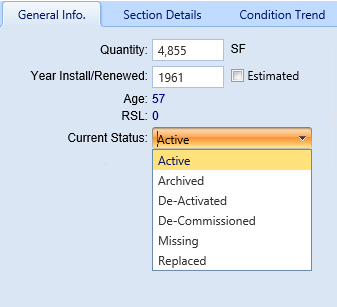 General Info. Section Details Condition Trend
Quantity: 4,855 SF
Year Install/Renewed: 1961 Estimated
Age: 57
RSL: 0
Current Status: Active
Active
Archived
De-Activated
De-Commissioned
Missing
Replaced